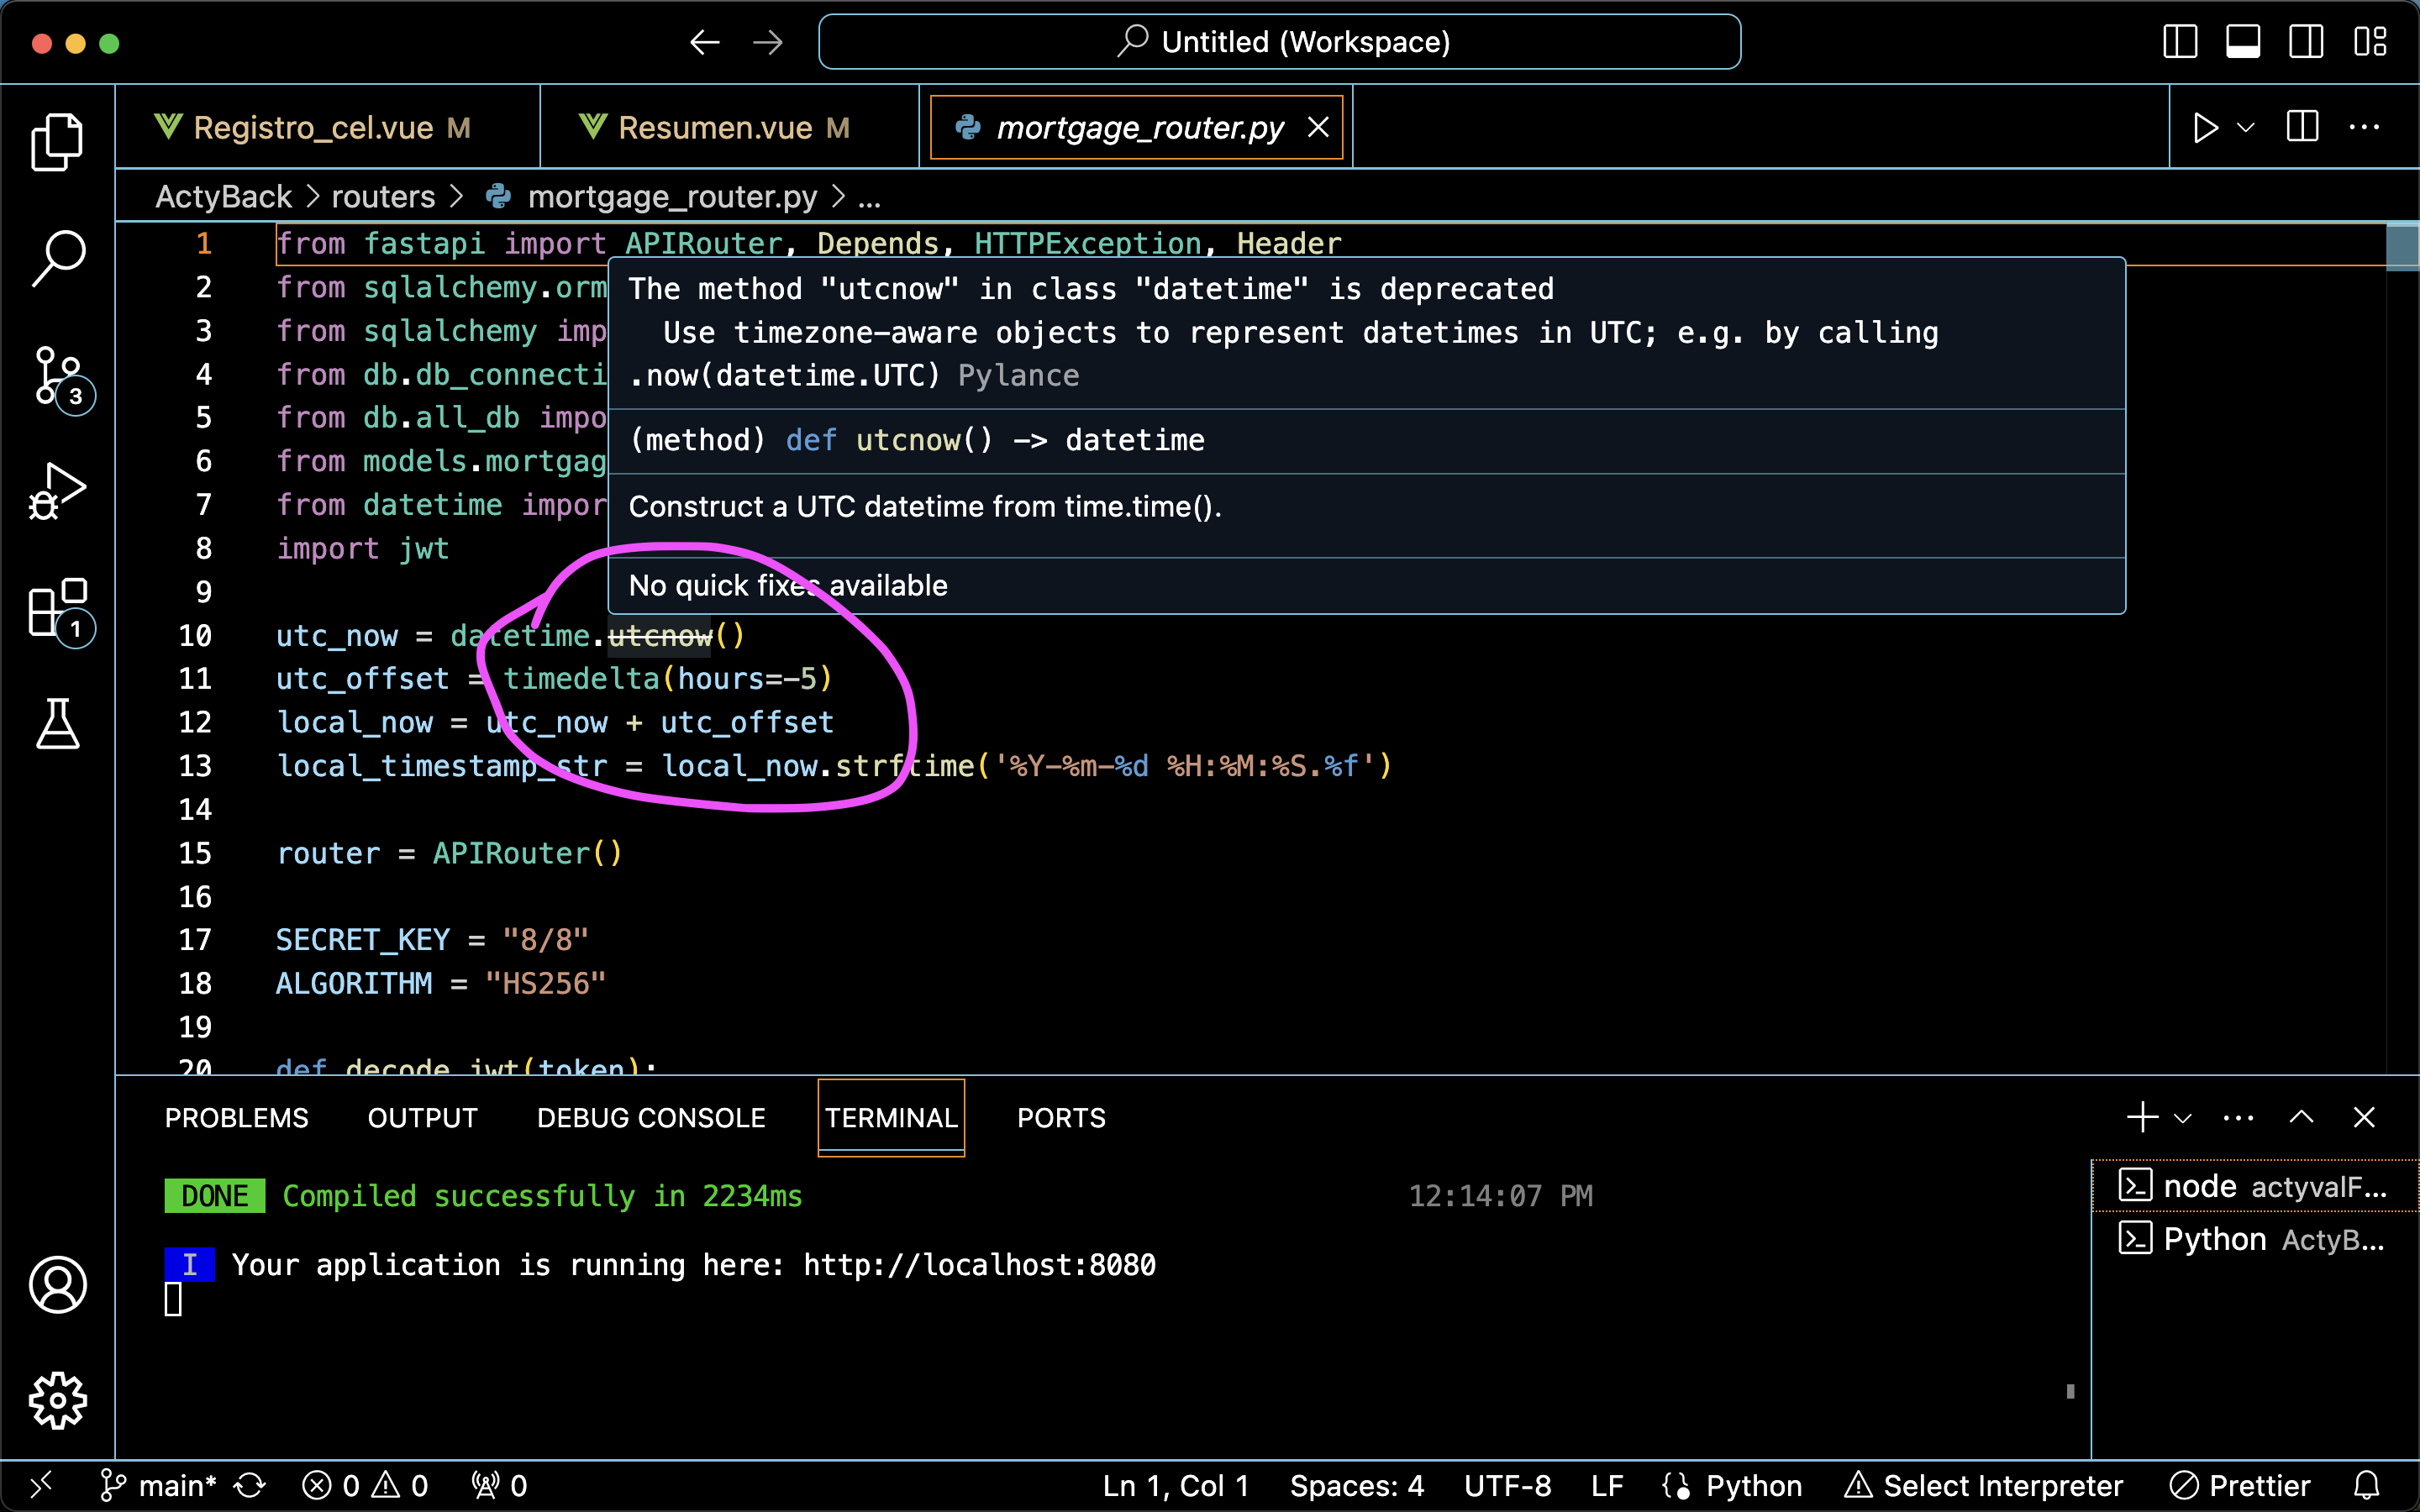 Untitled (Workspace)
Registro_cel.vue M
Resumen.vue M
mortgage_router.py
ActyBack > routers > mortgage_router.py > ...
1 from fastapi import APIRouter, Depends, HTTPException, Header
2 from sqlalchemy.orm
3 from sqlalchemy imp
4 from db.db_connecti
5 from db.all_db impo
6 from models.mortgag
7 from datetime impor
8 import jwt
The method "utcnow" in class "datetime" is deprecated
Use timezone-aware objects to represent datetimes in UTC; e.g. by calling
.now(datetime.UTC) Pylance
(method) def utcnow() -> datetime
Construct a UTC datetime from time.time().
No quick fixes available
9
10 utc_now = datetime.utcnow()
11 utc_offset = timedelta(hours=-5)
12 local_now = utc_now + utc_offset
13 local_timestamp_str = local_now.strftime('%Y-%m-%d %H:%M:%S.%f')
14
15 router = APIRouter()
16
17 SECRET_KEY = "8/8"
18 ALGORITHM = "HS256"
19
20 def decode_jwt(token):
3
1
PROBLEMS OUTPUT DEBUG CONSOLE TERMINAL PORTS
DONE Compiled successfully in 2234ms 12:14:07 PM
I Your application is running here: http://localhost:8080
node actyvalF...
Python ActyB...
main* 0 0 0 Ln 1, Col 1 Spaces: 4 UTF-8 LF Python Select Interpreter Prettier